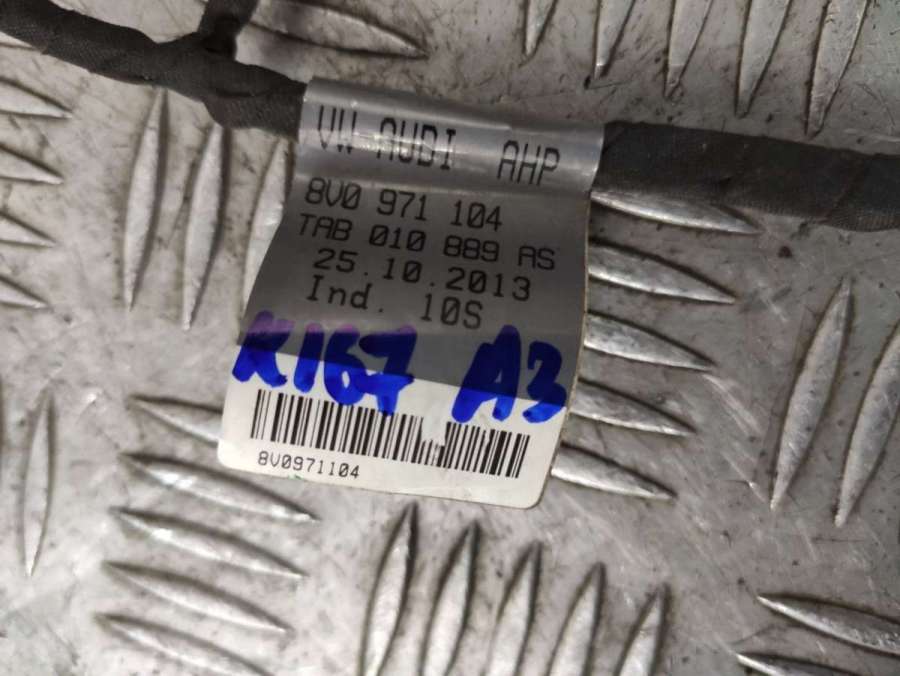 VW-AUDI AHP
8V0 971 104
TAB 010 889 AS
25.10.2013
Ind. 10S
K167 A3
8V0971104